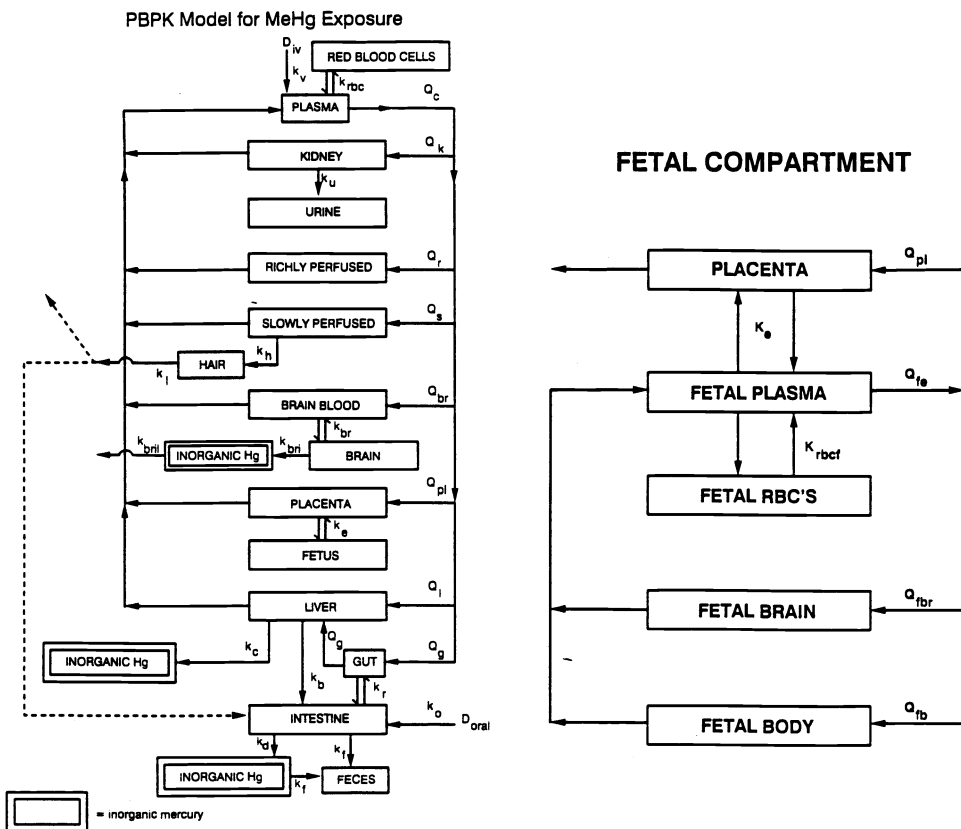 PBPK Model for MeHg Exposure
D iv
k v
RED BLOOD CELLS
k rbc
PLASMA
Q c
KIDNEY
Q k
k u
URINE
RICHLY PERFUSED
Q r
SLOWLY PERFUSED
Q s
k h
HAIR
k l
BRAIN BLOOD
Q br
k br
k bril
INORGANIC Hg
k bri
BRAIN
PLACENTA
Q pl
k e
FETUS
LIVER
Q l
INORGANIC Hg
k c
Q g
GUT
Q g
k b
k r
INTESTINE
k o
D oral
k d
k f
INORGANIC Hg
k f
FECES
= inorganic mercury
FETAL COMPARTMENT
PLACENTA
Q pl
K e
FETAL PLASMA
Q fe
K rbcf
FETAL RBC'S
FETAL BRAIN
Q fbr
FETAL BODY
Q fb